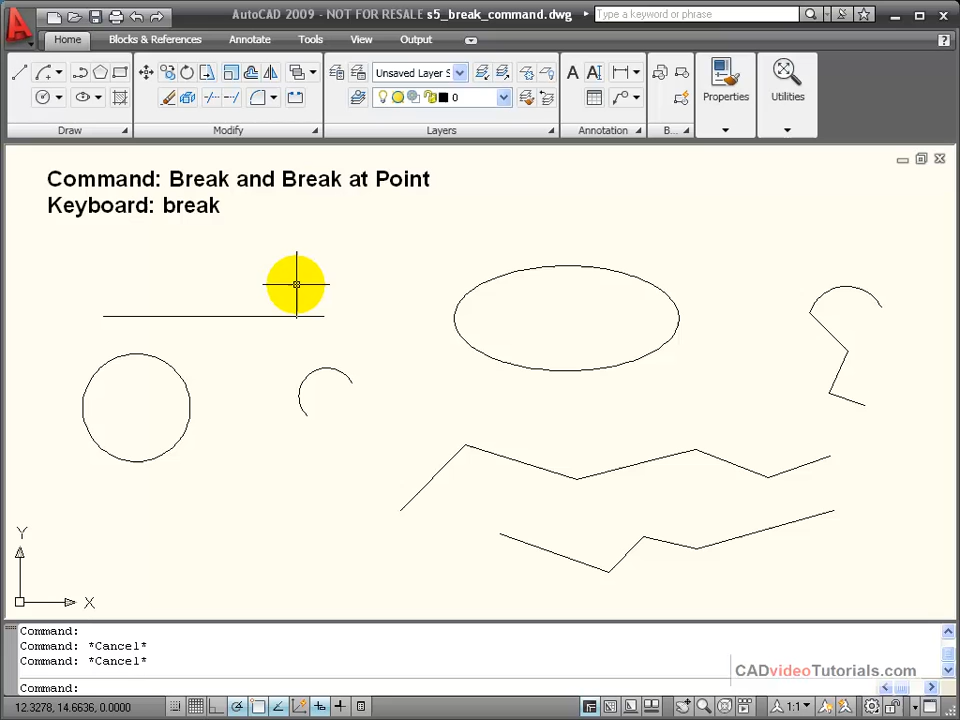 AutoCAD 2009 - NOT FOR RESALE s5_break_command.dwg
Type a keyword or phrase
Home Blocks & References Annotate Tools View Output
Unsaved Layer S
0
Properties Utilities
Draw Modify Layers Annotation B...
Command: Break and Break at Point
Keyboard: break
Y
X
Command:
Command: *Cancel*
Command: *Cancel*
CADvideoTutorials.com
Command:
12.3278, 14.6636, 0.0000
1:1